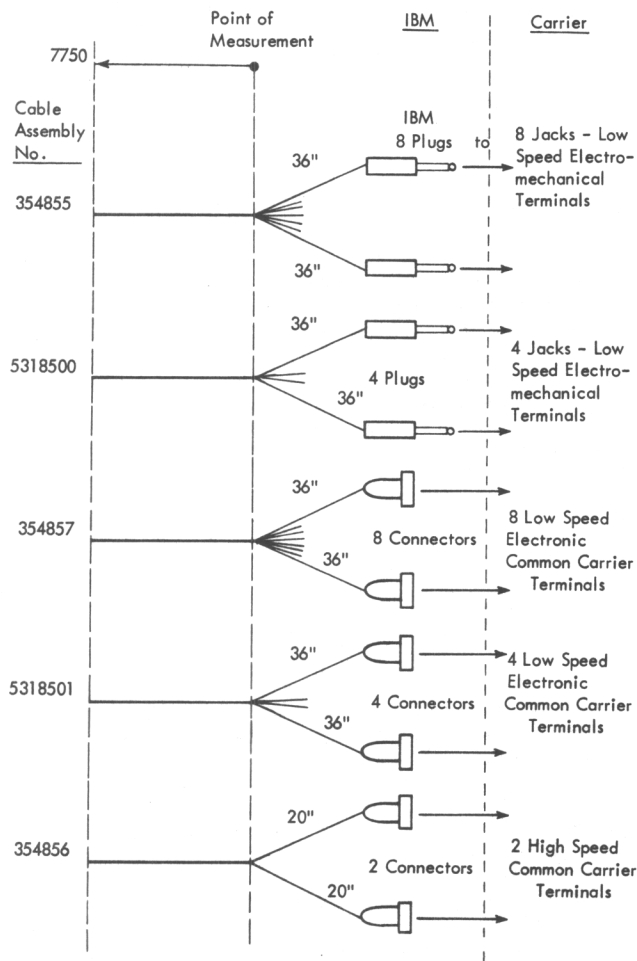 Point of
Measurement
IBM
Carrier
7750
Cable
Assembly
No.
IBM
8 Plugs to
8 Jacks - Low
Speed Electro-
mechanical
Terminals
36"
354855
36"
36"
5318500
4 Plugs
36"
4 Jacks - Low
Speed Electro-
mechanical
Terminals
36"
354857
8 Connectors
36"
8 Low Speed
Electronic
Common Carrier
Terminals
36"
5318501
4 Connectors
36"
4 Low Speed
Electronic
Common Carrier
Terminals
20"
354856
2 Connectors
20"
2 High Speed
Common Carrier
Terminals